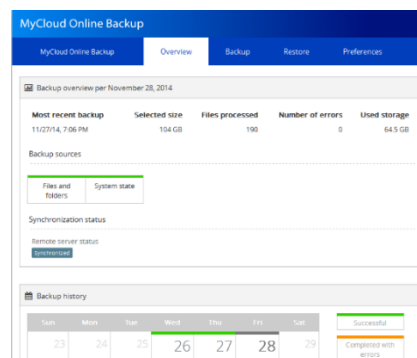 MyCloud Online Backup
MyCloud Online Backup Overview Backup Restore Preferences
Backup overview per November 28, 2014
Most recent backup Selected size Files processed Number of errors Used storage
11/27/14, 7:06 PM 104 GB 190 0 64.5 GB
Backup sources
Files and folders System state
Synchronization status
Remote server status
Synchronized
Backup history
Sun Mon Tue Wed Thu Fri Sat Successful
23 24 25 26 27 28 29 Completed with errors